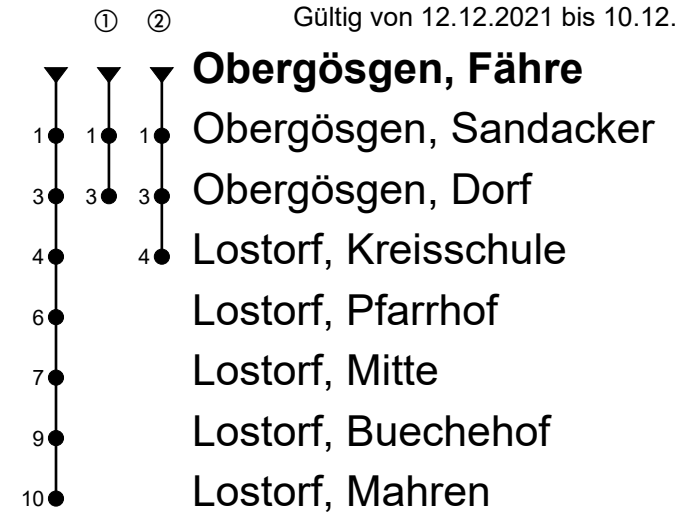 ① ② Gültig von 12.12.2021 bis 10.12.
Obergösgen, Fähre
1 1 1 Obergösgen, Sandacker
3 3 3 Obergösgen, Dorf
4 4 Lostorf, Kreisschule
6 Lostorf, Pfarrhof
7 Lostorf, Mitte
9 Lostorf, Buechehof
10 Lostorf, Mahren